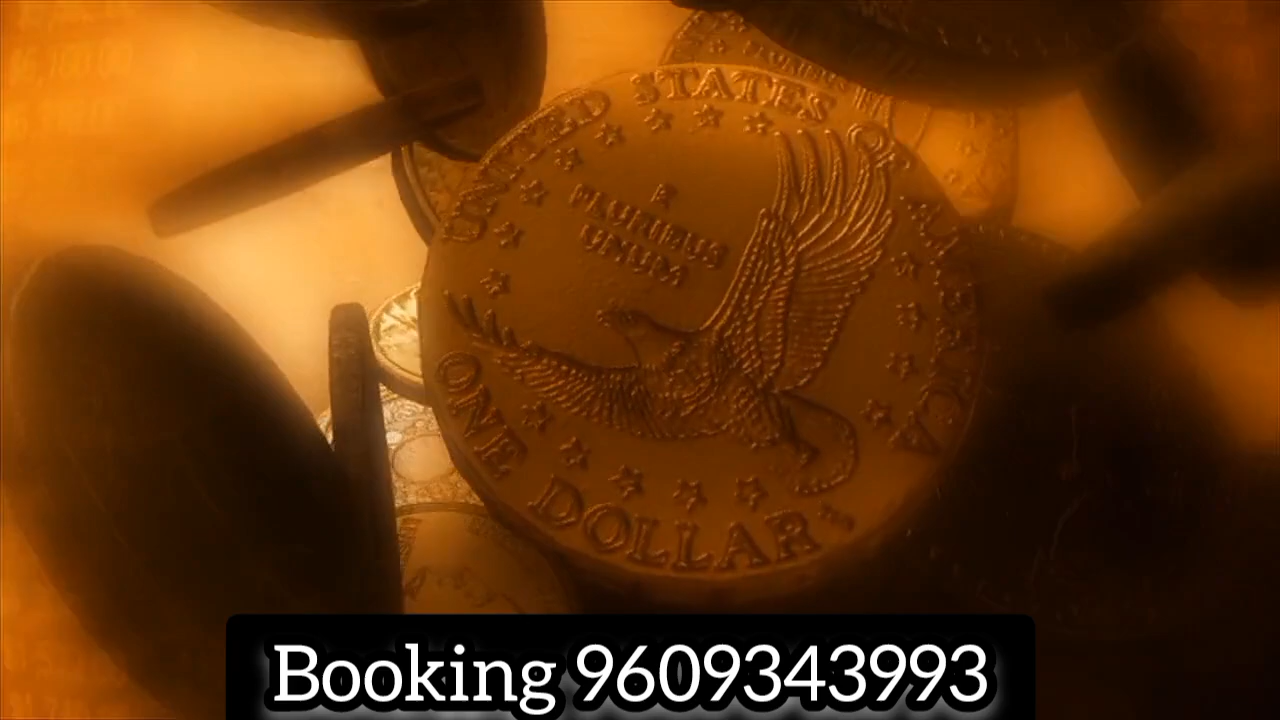 UNITED STATES OF AMERICA
E
PLURIBUS
UNUM
ONE DOLLAR
Booking 9609343993